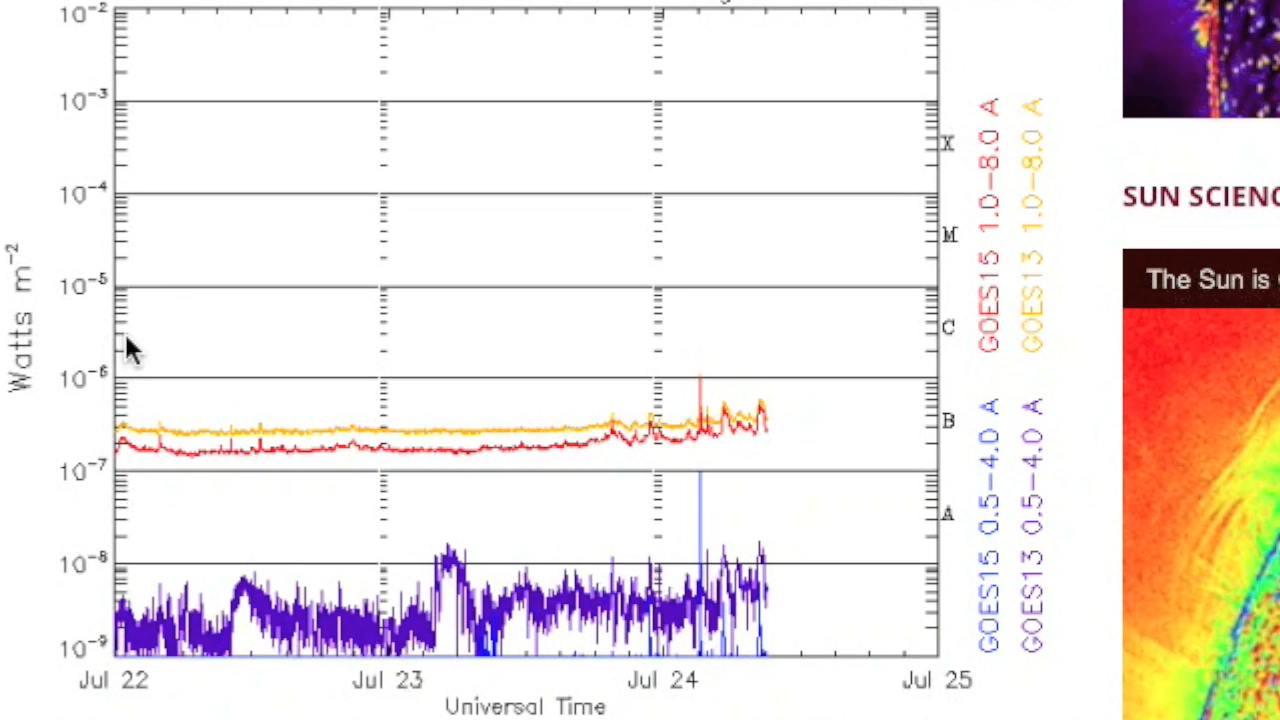 10-2
10-3
10-4
10-5
10-6
10-7
10-8
10-9
Watts m-2
Jul 22
Jul 23
Jul 24
Jul 25
Universal Time
X
M
C
B
A
GOES15 1.0-8.0 A
GOES13 1.0-8.0 A
GOES15 0.5-4.0 A
GOES13 0.5-4.0 A
SUN SCIENC
The Sun is